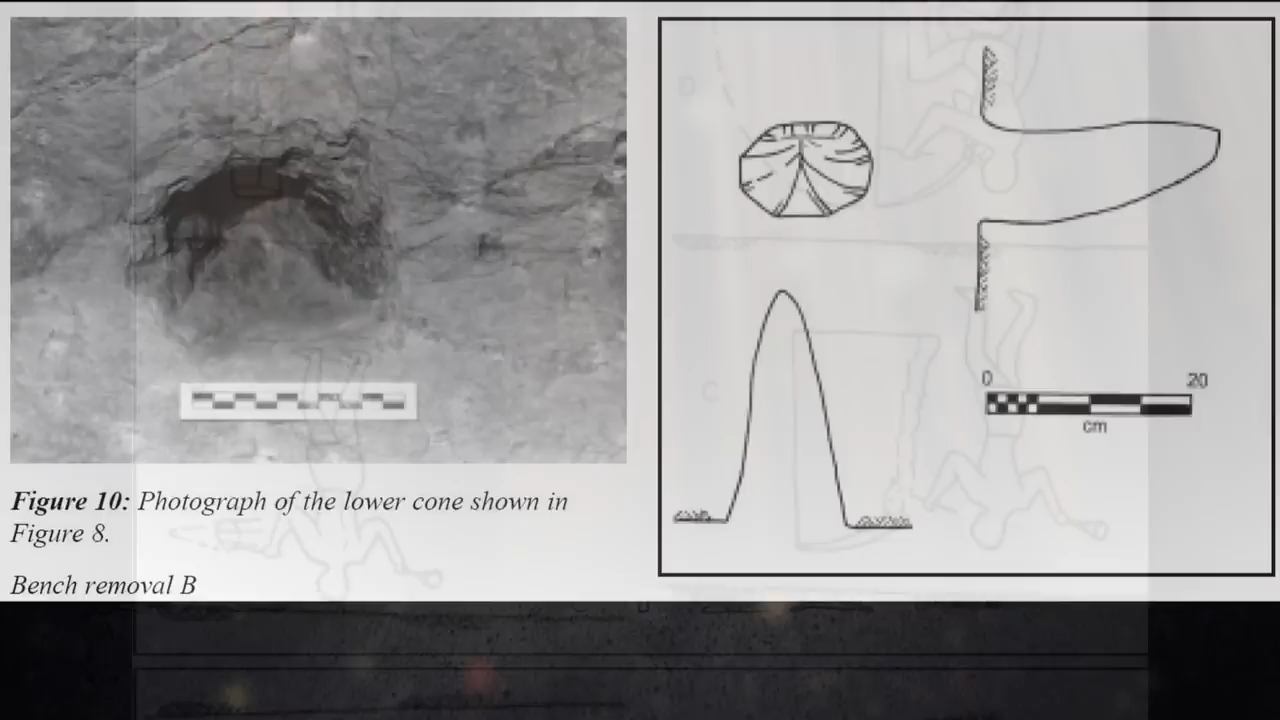 0 20
cm
Figure 10: Photograph of the lower cone shown in
Figure 8.
Bench removal B
D
C